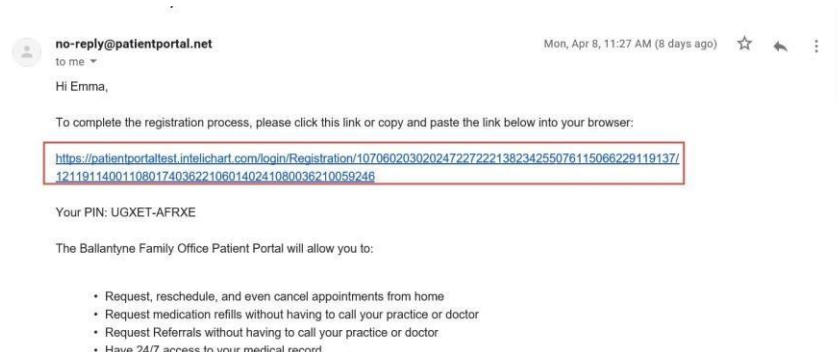 no-reply@patientportal.net
Mon, Apr 8, 11:27 AM (8 days ago)
to me
Hi Emma,
To complete the registration process, please click this link or copy and paste the link below into your browser:
https://patientportaltest.intelichart.com/login/Registration/107060203020247227222138234255076115066229119137/
121191140011080174036221060140241080036210059246
Your PIN: UGXET-AFRXE
The Ballantyne Family Office Patient Portal will allow you to:
• Request, reschedule, and even cancel appointments from home
• Request medication refills without having to call your practice or doctor
• Request Referrals without having to call your practice or doctor
• Have 24/7 access to your medical record